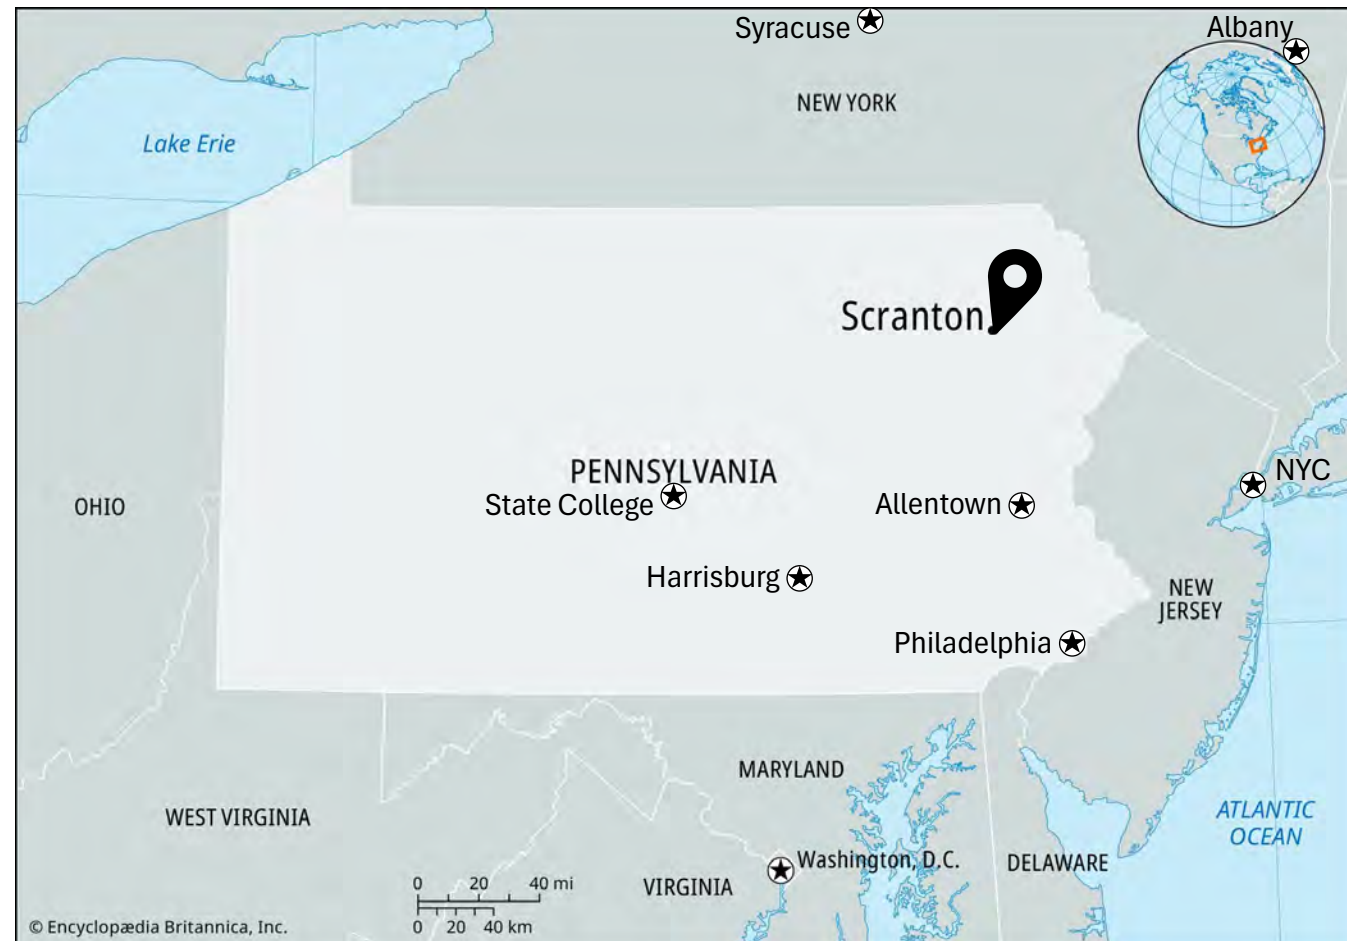 Syracuse
Albany
NEW YORK
Lake Erie
Scranton
PENNSYLVANIA
State College
Allentown
NYC
OHIO
Harrisburg
NEW
JERSEY
Philadelphia
MARYLAND
WEST VIRGINIA
ATLANTIC
OCEAN
Washington, D.C.
DELAWARE
VIRGINIA
0 20 40 mi
0 20 40 km
© Encyclopædia Britannica, Inc.